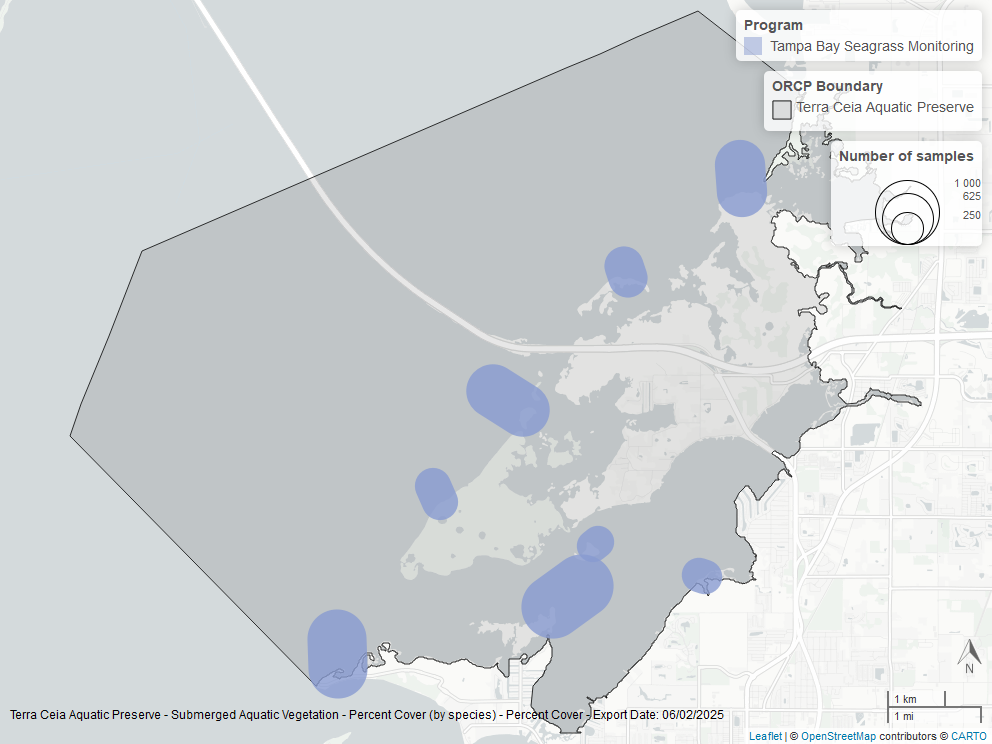 Program
Tampa Bay Seagrass Monitoring
ORCP Boundary
Terra Ceia Aquatic Preserve
Number of samples
1 000
625
250
N
1 km
1 mi
Terra Ceia Aquatic Preserve - Submerged Aquatic Vegetation - Percent Cover (by species) - Percent Cover - Export Date: 06/02/2025
Leaflet | © OpenStreetMap contributors © CARTO